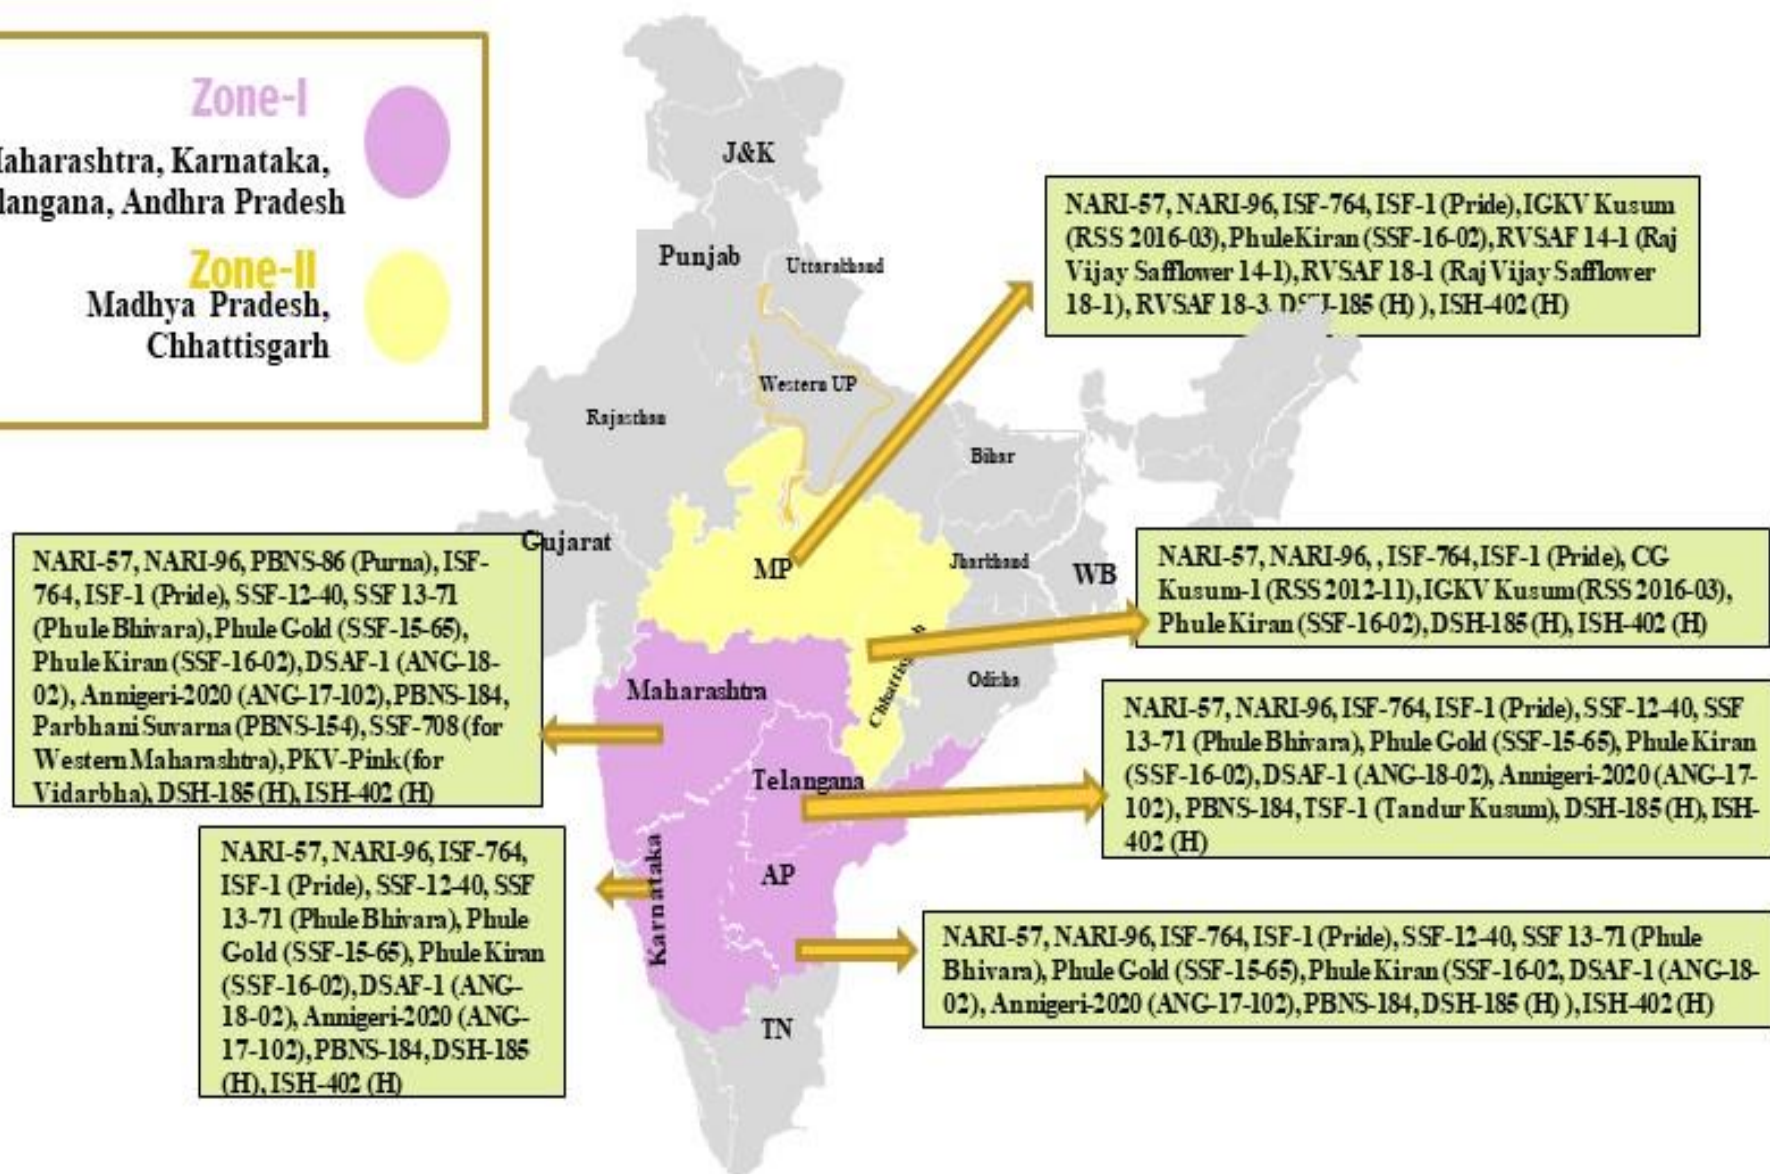 Zone-I
Maharashtra, Karnataka,
langana, Andhra Pradesh
Zone-II
Madhya Pradesh,
Chhattisgarh
J&K
Punjab
Uttarakhand
Western UP
Rajasthan
Bihar
Gujarat
MP
Jharkhand
WB
Chhattisgarh
Odisha
Maharashtra
Telangana
Karnataka
AP
TN
NARI-57, NARI-96, ISF-764, ISF-1 (Pride), IGKV Kusum
(RSS 2016-03), Phule Kiran (SSF-16-02), RVSAF 14-1 (Raj
Vijay Safflower 14-1), RVSAF 18-1 (Raj Vijay Safflower
18-1), RVSAF 18-3, DSH-185 (H) ), ISH-402 (H)
NARI-57, NARI-96, PBNS-86 (Purna), ISF-
764, ISF-1 (Pride), SSF-12-40, SSF 13-71
(Phule Bhivara), Phule Gold (SSF-15-65),
Phule Kiran (SSF-16-02), DSAF-1 (ANG-18-
02), Annigeri-2020 (ANG-17-102), PBNS-184,
Parbhani Suvarna (PBNS-154), SSF-708 (for
Western Maharashtra), PKV-Pink (for
Vidarbha), DSH-185 (H), ISH-402 (H)
NARI-57, NARI-96, , ISF-764, ISF-1 (Pride), CG
Kusum-1 (RSS 2012-11), IGKV Kusum (RSS 2016-03),
Phule Kiran (SSF-16-02), DSH-185 (H), ISH-402 (H)
NARI-57, NARI-96, ISF-764, ISF-1 (Pride), SSF-12-40, SSF
13-71 (Phule Bhivara), Phule Gold (SSF-15-65), Phule Kiran
(SSF-16-02), DSAF-1 (ANG-18-02), Annigeri-2020 (ANG-17-
102), PBNS-184, TSF-1 (Tandur Kusum), DSH-185 (H), ISH-
402 (H)
NARI-57, NARI-96, ISF-764,
ISF-1 (Pride), SSF-12-40, SSF
13-71 (Phule Bhivara), Phule
Gold (SSF-15-65), Phule Kiran
(SSF-16-02), DSAF-1 (ANG-
18-02), Annigeri-2020 (ANG-
17-102), PBNS-184, DSH-185
(H), ISH-402 (H)
NARI-57, NARI-96, ISF-764, ISF-1 (Pride), SSF-12-40, SSF 13-71 (Phule
Bhivara), Phule Gold (SSF-15-65), Phule Kiran (SSF-16-02, DSAF-1 (ANG-18-
02), Annigeri-2020 (ANG-17-102), PBNS-184, DSH-185 (H) ), ISH-402 (H)